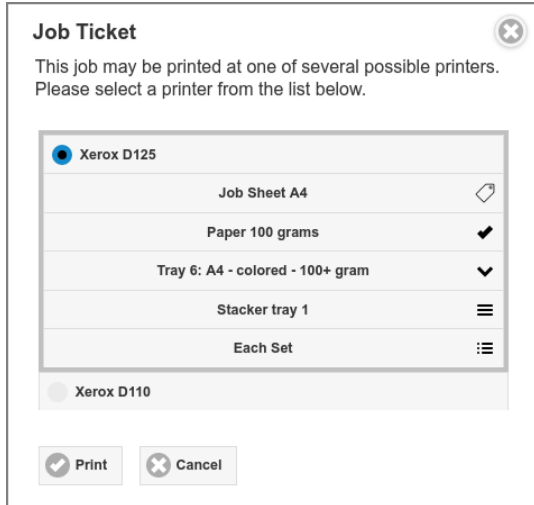 Job Ticket
This job may be printed at one of several possible printers.
Please select a printer from the list below.
Xerox D125
Job Sheet A4
Paper 100 grams
Tray 6: A4 - colored - 100+ gram
Stacker tray 1
Each Set
Xerox D110
Print
Cancel